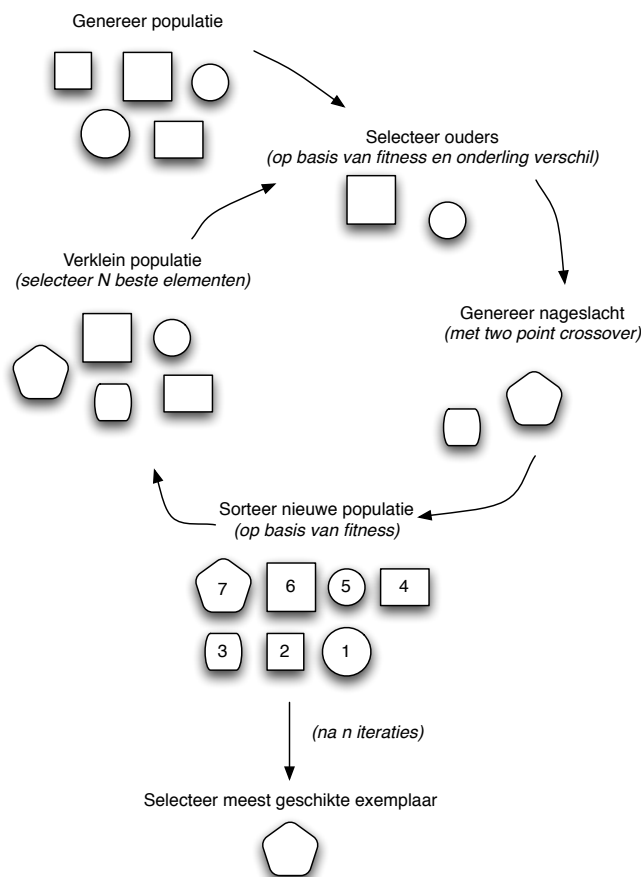 Genereer populatie
Selecteer ouders
(op basis van fitness en onderling verschil)
Genereer nageslacht
(met two point crossover)
Sorteer nieuwe populatie
(op basis van fitness)
7 6 5 4
3 2 1
Verklein populatie
(selecteer N beste elementen)
(na n iteraties)
Selecteer meest geschikte exemplaar